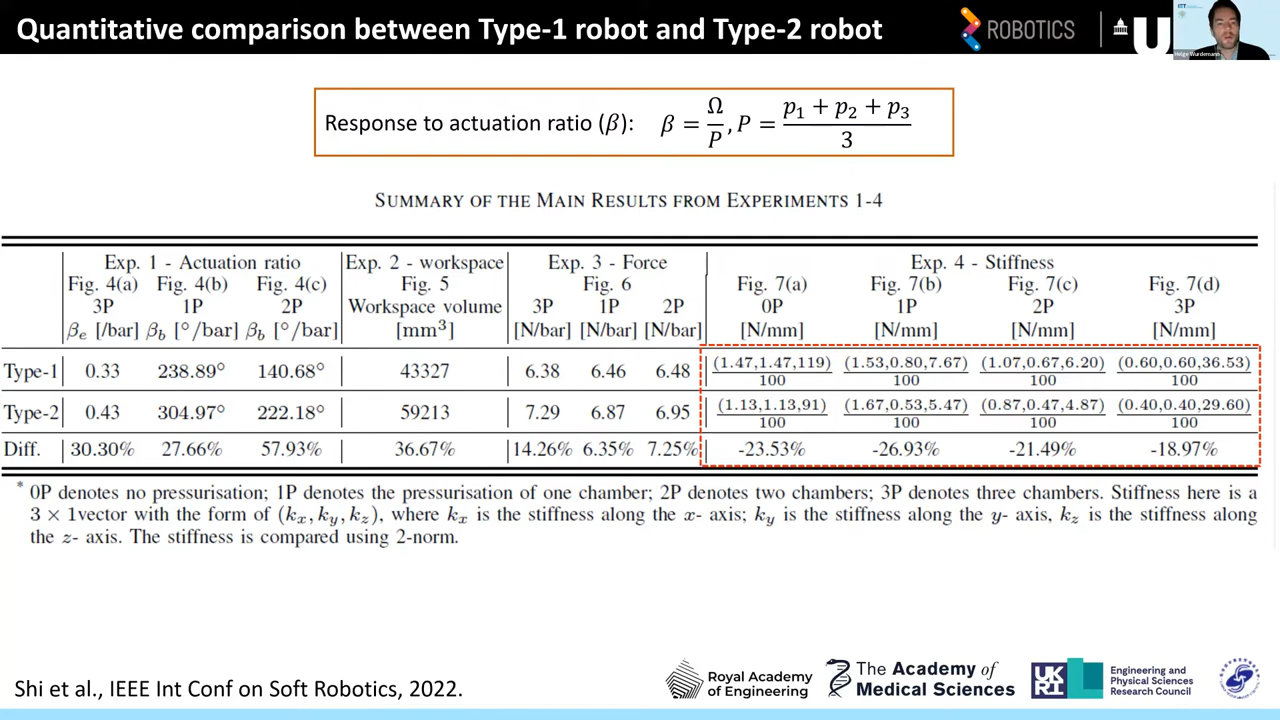 Quantitative comparison between Type-1 robot and Type-2 robot
ROBOTICS
Helge Wurdemann
Response to actuation ratio (β): β = Ω/P, P = (p₁ + p₂ + p₃)/3
SUMMARY OF THE MAIN RESULTS FROM EXPERIMENTS 1-4
Exp. 1 - Actuation ratio Exp. 2 - workspace Exp. 3 - Force Exp. 4 - Stiffness
Fig. 4(a) Fig. 4(b) Fig. 4(c) Fig. 5 Fig. 6 Fig. 7(a) Fig. 7(b) Fig. 7(c) Fig. 7(d)
3P 1P 2P Workspace volume 3P 1P 2P 0P 1P 2P 3P
βₑ [/bar] β_b [°/bar] β_b [°/bar] [mm³] [N/bar] [N/bar] [N/bar] [N/mm] [N/mm] [N/mm] [N/mm]
Type-1 0.33 238.89° 140.68° 43327 6.38 6.46 6.48 (1.47,1.47,119)/100 (1.53,0.80,7.67)/100 (1.07,0.67,6.20)/100 (0.60,0.60,36.53)/100
Type-2 0.43 304.97° 222.18° 59213 7.29 6.87 6.95 (1.13,1.13,91)/100 (1.67,0.53,5.47)/100 (0.87,0.47,4.87)/100 (0.40,0.40,29.60)/100
Diff. 30.30% 27.66% 57.93% 36.67% 14.26% 6.35% 7.25% -23.53% -26.93% -21.49% -18.97%
* 0P denotes no pressurisation; 1P denotes the pressurisation of one chamber; 2P denotes two chambers; 3P denotes three chambers. Stiffness here is a
3 × 1vector with the form of (kₓ, k_y, k_z), where kₓ is the stiffness along the x- axis; k_y is the stiffness along the y- axis, k_z is the stiffness along
the z- axis. The stiffness is compared using 2-norm.
Shi et al., IEEE Int Conf on Soft Robotics, 2022.
Royal Academy
of Engineering
The Academy of
Medical Sciences
UK
RI
Engineering and
Physical Sciences
Research Council